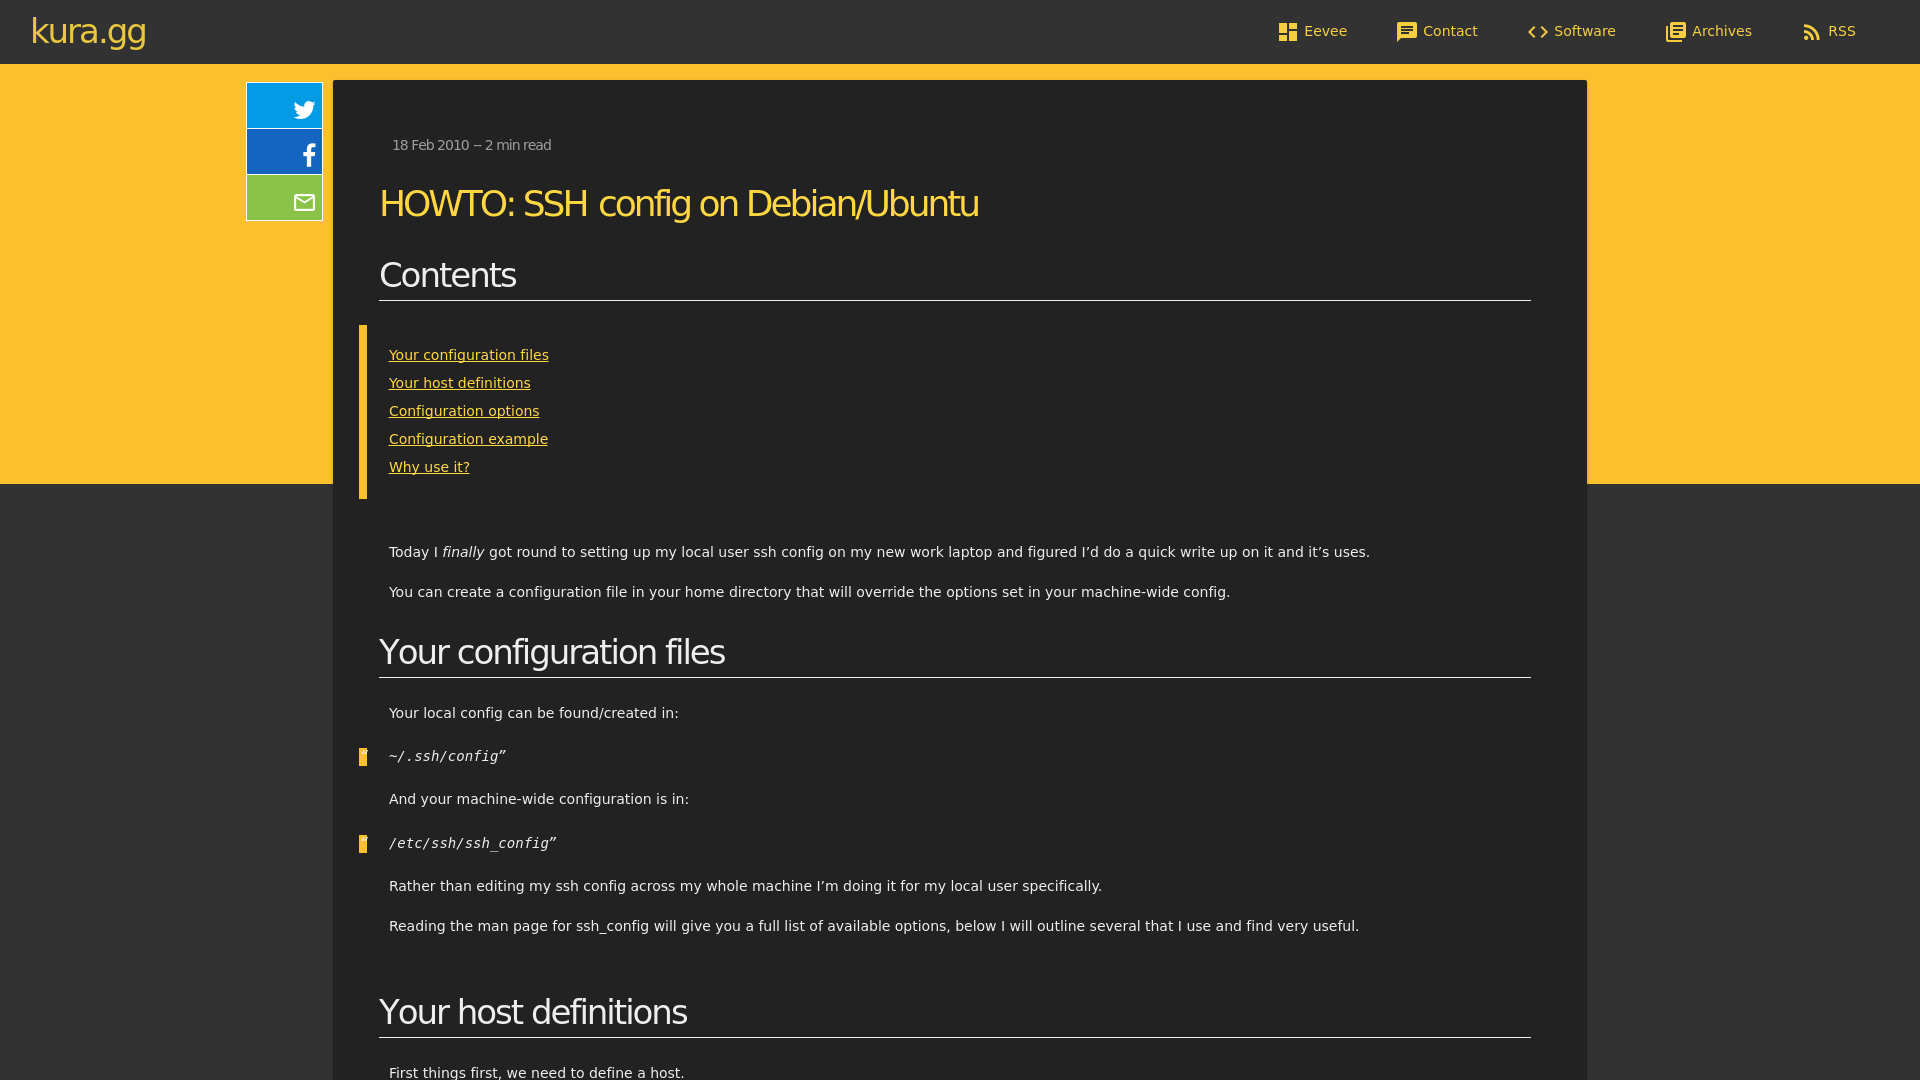 kura.gg
Eevee
Contact
Software
Archives
RSS
18 Feb 2010 -- 2 min read
HOWTO: SSH config on Debian/Ubuntu
Contents
Your configuration files
Your host definitions
Configuration options
Configuration example
Why use it?
Today I finally got round to setting up my local user ssh config on my new work laptop and figured I’d do a quick write up on it and it’s uses.
You can create a configuration file in your home directory that will override the options set in your machine-wide config.
Your configuration files
Your local config can be found/created in:
“ ~/.ssh/config”
And your machine-wide configuration is in:
“ /etc/ssh/ssh_config”
Rather than editing my ssh config across my whole machine I’m doing it for my local user specifically.
Reading the man page for ssh_config will give you a full list of available options, below I will outline several that I use and find very useful.
Your host definitions
First things first, we need to define a host.